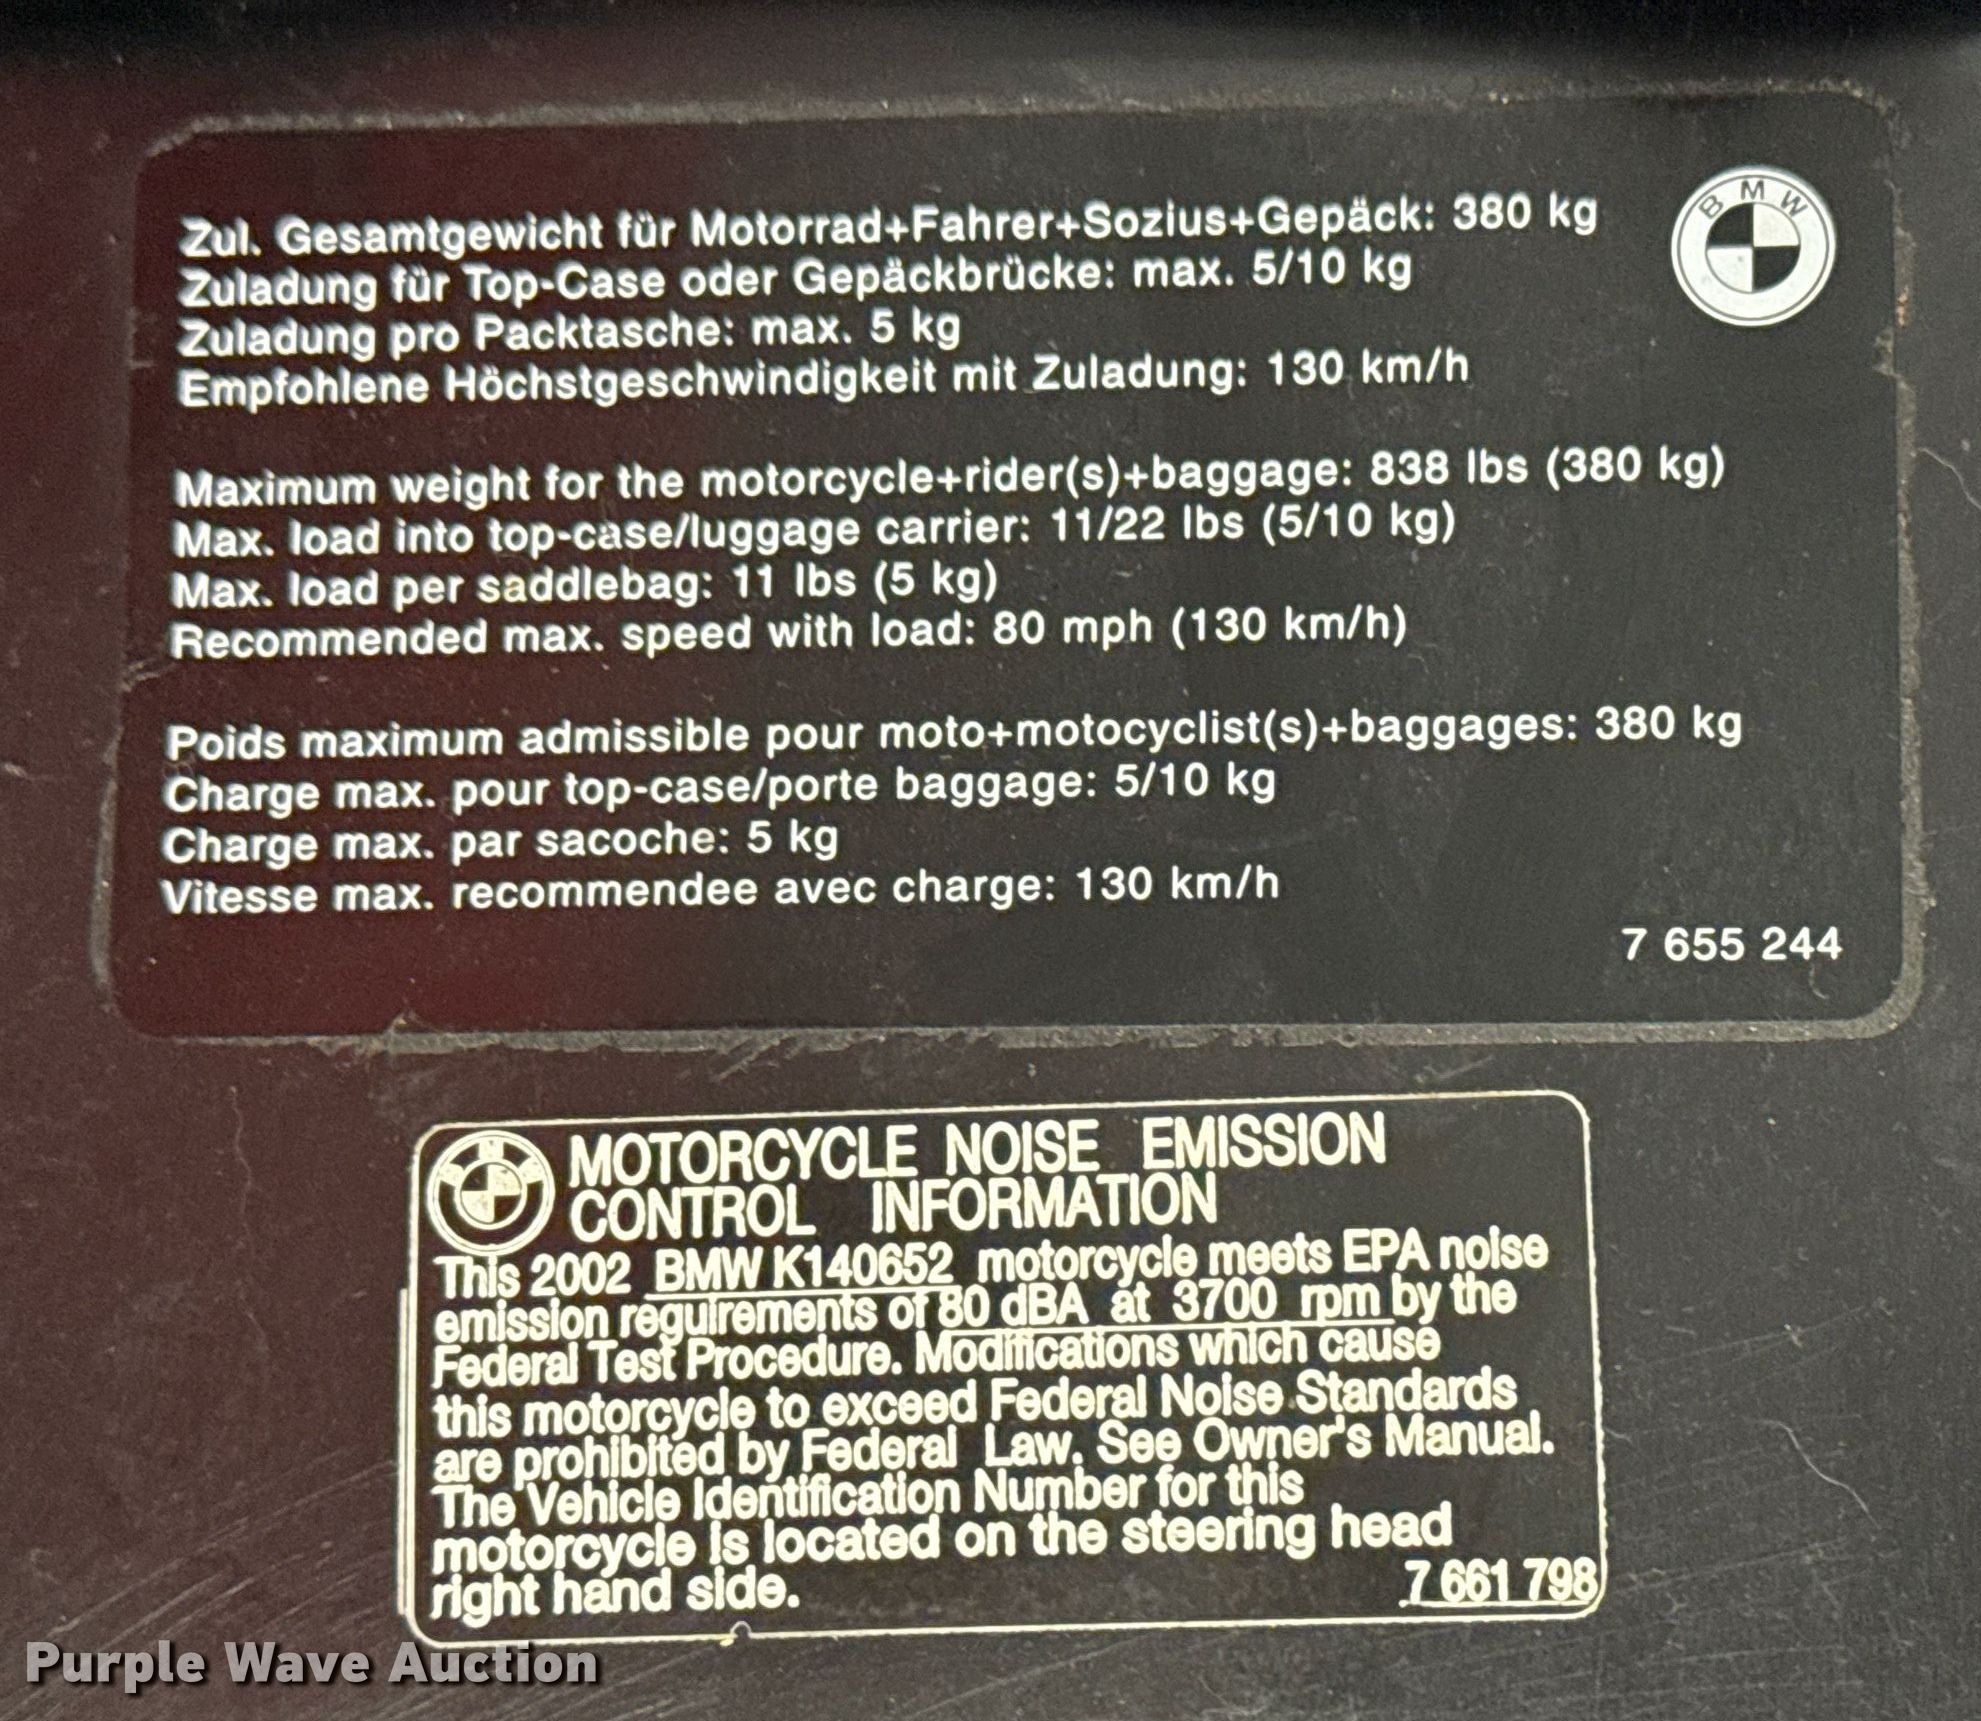 BMW
Zul. Gesamtgewicht für Motorrad+Fahrer+Sozius+Gepäck: 380 kg
Zuladung für Top-Case oder Gepäckbrücke: max. 5/10 kg
Zuladung pro Packtasche: max. 5 kg
Empfohlene Höchstgeschwindigkeit mit Zuladung: 130 km/h
Maximum weight for the motorcycle+rider(s)+baggage: 838 lbs (380 kg)
Max. load into top-case/luggage carrier: 11/22 lbs (5/10 kg)
Max. load per saddlebag: 11 lbs (5 kg)
Recommended max. speed with load: 80 mph (130 km/h)
Poids maximum admissible pour moto+motocyclist(s)+baggages: 380 kg
Charge max. pour top-case/porte baggage: 5/10 kg
Charge max. par sacoche: 5 kg
Vitesse max. recommendee avec charge: 130 km/h
7 655 244
BMW
MOTORCYCLE NOISE EMISSION
CONTROL INFORMATION
This 2002 BMW K140652 motorcycle meets EPA noise
emission requirements of 80 dBA at 3700 rpm by the
Federal Test Procedure. Modifications which cause
this motorcycle to exceed Federal Noise Standards
are prohibited by Federal Law. See Owner's Manual.
The Vehicle Identification Number for this
motorcycle is located on the steering head
right hand side.
7 661 798
Purple Wave Auction